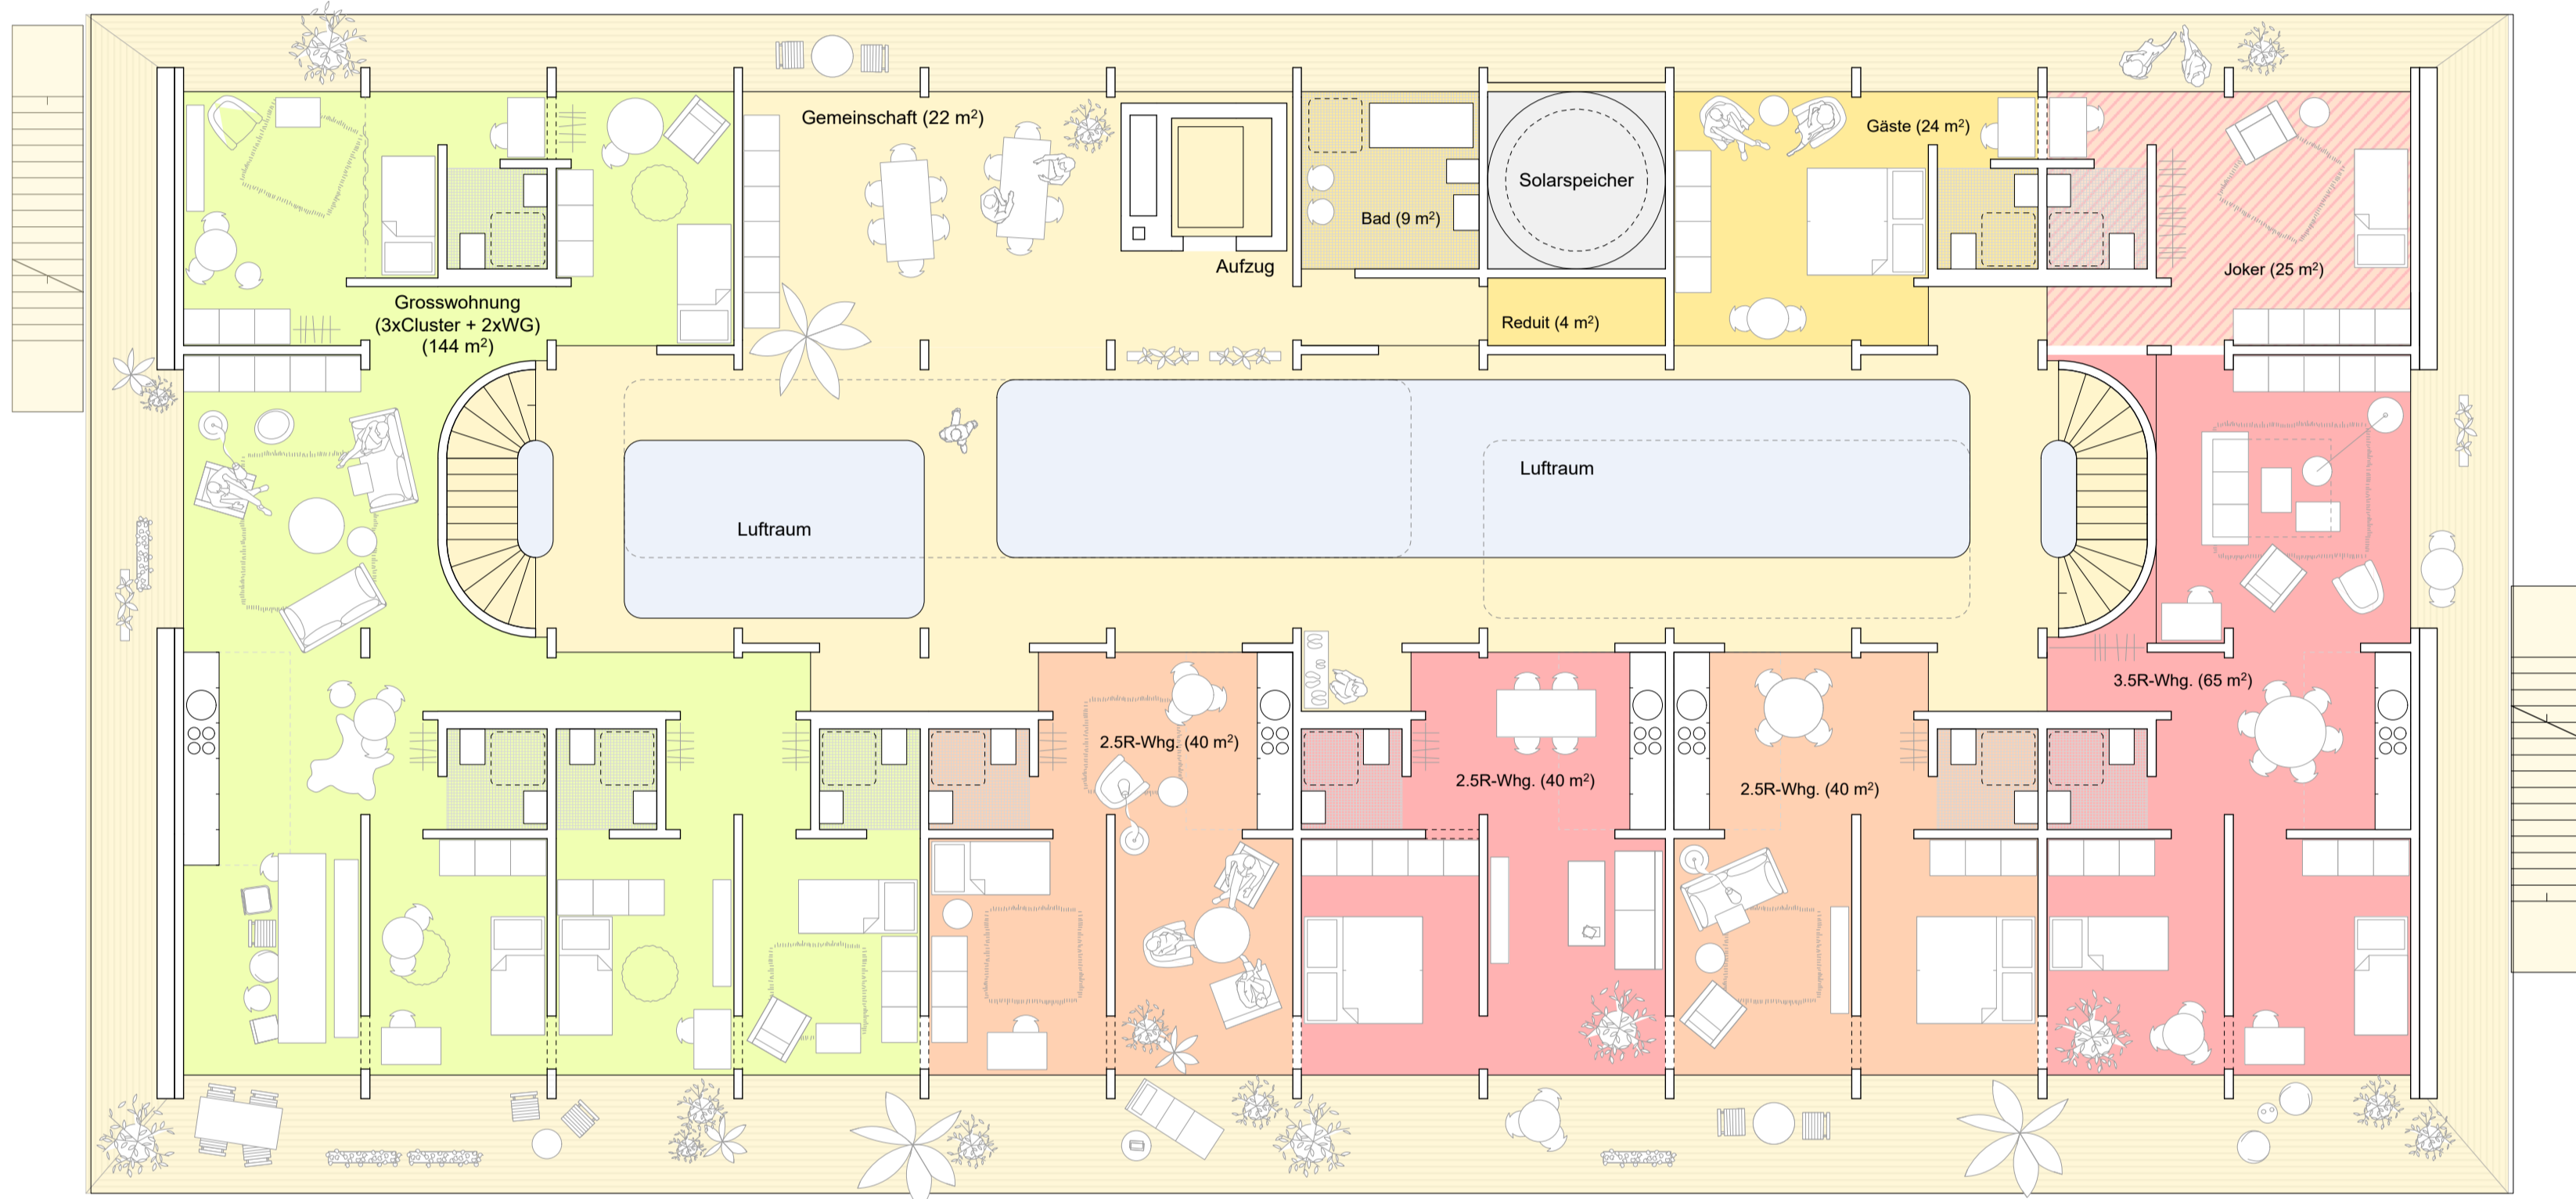 Gemeinschaft (22 m²)
Gäste (24 m²)
Solarspeicher
Bad (9 m²)
Aufzug
Joker (25 m²)
Grosswohnung
(3xCluster + 2xWG)
(144 m²)
Reduit (4 m²)
Luftraum
Luftraum
3.5R-Whg. (65 m²)
2.5R-Whg. (40 m²)
2.5R-Whg. (40 m²)
2.5R-Whg. (40 m²)